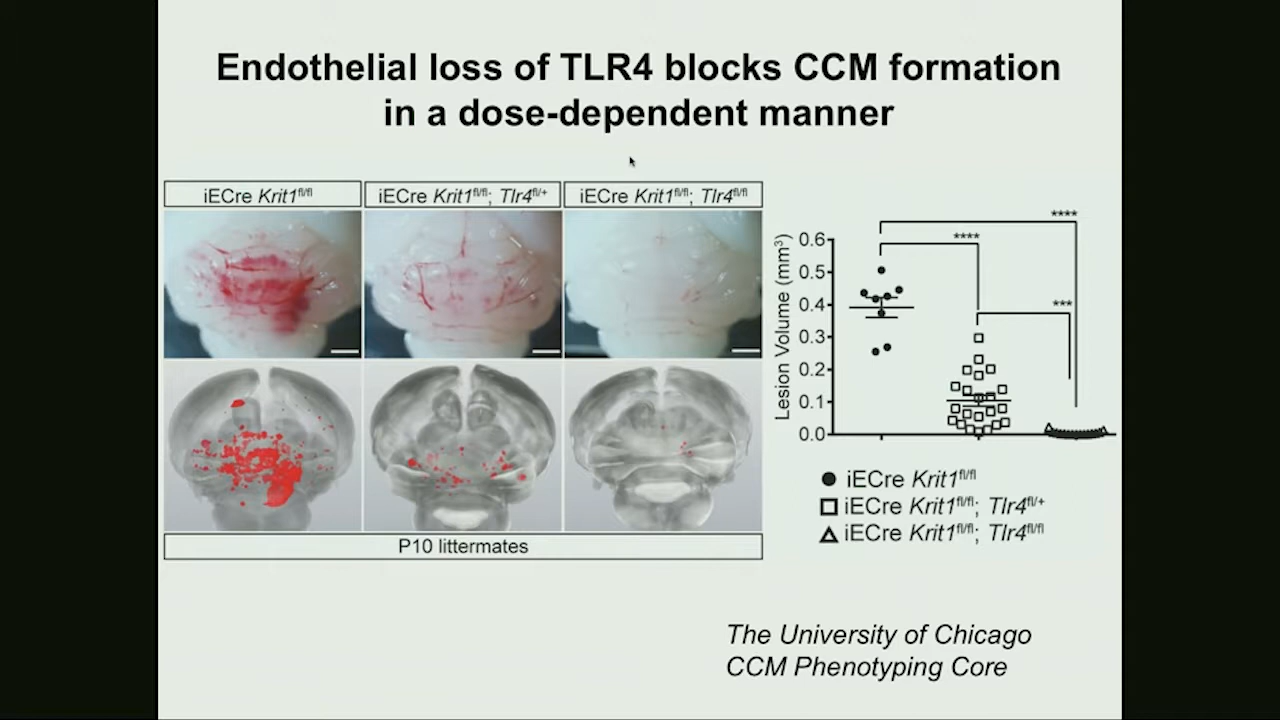 Endothelial loss of TLR4 blocks CCM formation
in a dose-dependent manner
iECre Krit1fl/fl
iECre Krit1fl/fl; Tlr4fl/+
iECre Krit1fl/fl; Tlr4fl/fl
P10 littermates
Lesion Volume (mm3)
0.6
0.5
0.4
0.3
0.2
0.1
0.0
****
****
***
iECre Krit1fl/fl
iECre Krit1fl/fl; Tlr4fl/+
iECre Krit1fl/fl; Tlr4fl/fl
The University of Chicago
CCM Phenotyping Core